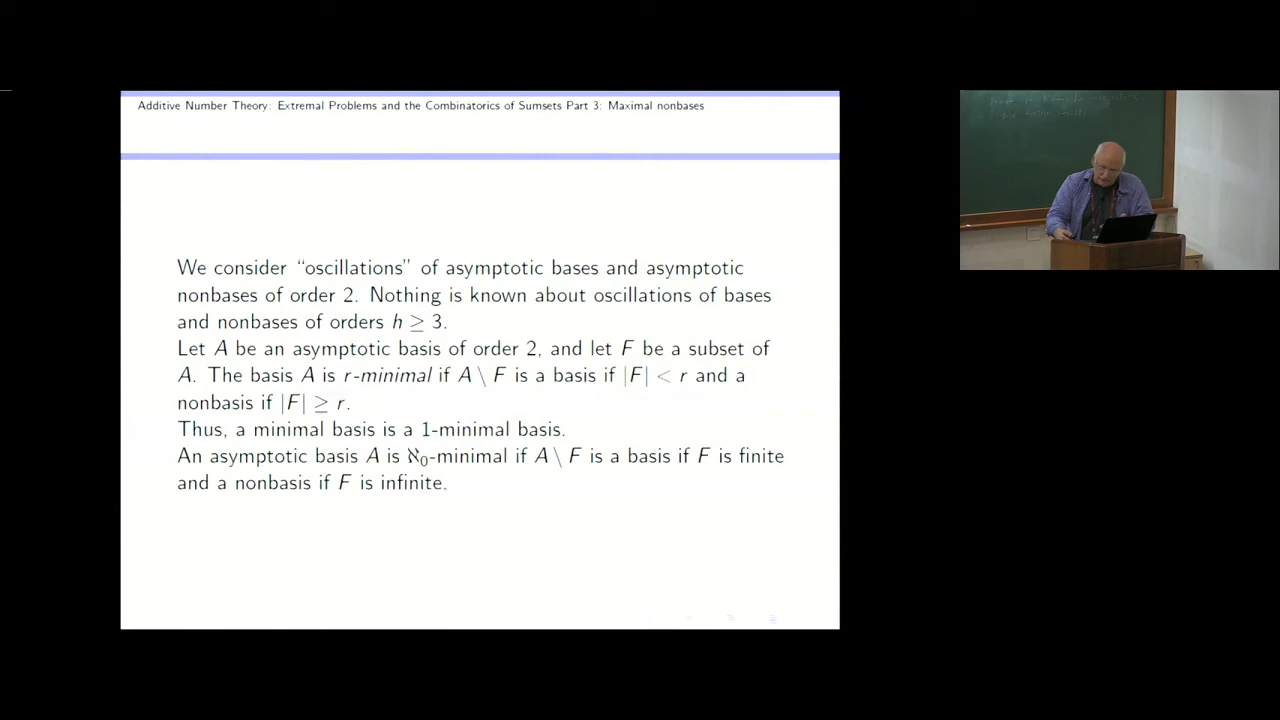 Additive Number Theory: Extremal Problems and the Combinatorics of Sumsets Part 3: Maximal nonbases
We consider “oscillations” of asymptotic bases and asymptotic
nonbases of order 2. Nothing is known about oscillations of bases
and nonbases of orders h ≥ 3.
Let A be an asymptotic basis of order 2, and let F be a subset of
A. The basis A is r-minimal if A \ F is a basis if |F| < r and a
nonbasis if |F| ≥ r.
Thus, a minimal basis is a 1-minimal basis.
An asymptotic basis A is ℵ₀-minimal if A \ F is a basis if F is finite
and a nonbasis if F is infinite.